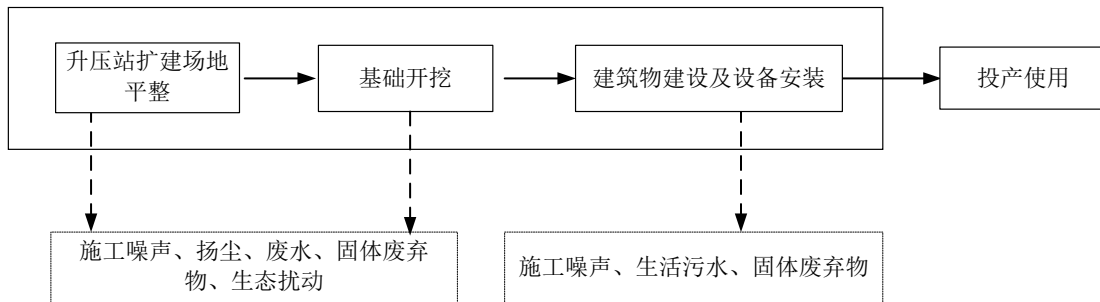 升压站扩建场地
平整
基础开挖
建筑物建设及设备安装
投产使用
施工噪声、扬尘、废水、固体废弃
物、生态扰动
施工噪声、生活污水、固体废弃物